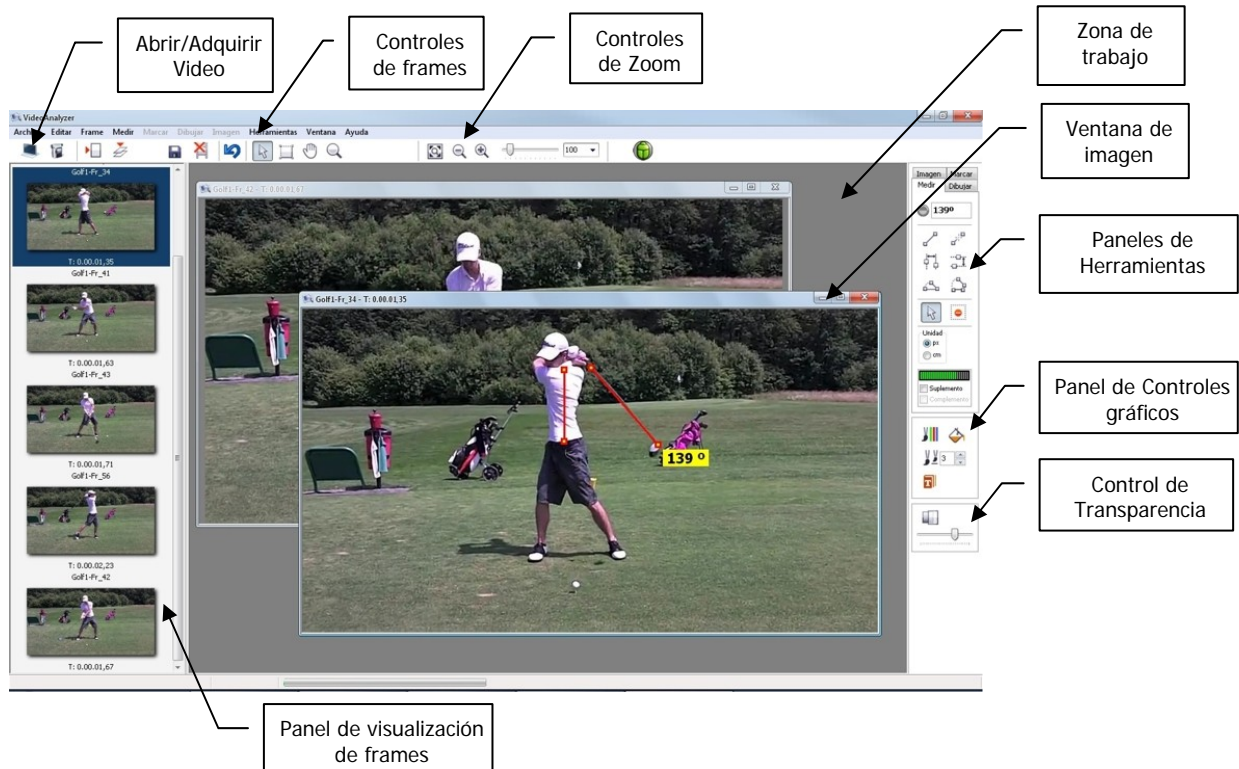 Abrir/Adquirir
Video
Controles
de frames
Controles
de Zoom
Zona de
trabajo
Ventana de
imagen
Paneles de
Herramientas
Panel de Controles
gráficos
Control de
Transparencia
Panel de visualización
de frames
VideoAnalyzer
Editar Frame Medir Marcar Dibujar Imagen Herramientas Ventana Ayuda
100
Golf1-Fr_34
T: 0.00.01,35
Golf1-Fr_41
T: 0.00.01,63
Golf1-Fr_43
T: 0.00.01,71
Golf1-Fr_56
T: 0.00.02,23
Golf1-Fr_42
T: 0.00.01,67
Golf1-Fr_42 - T: 0.00.01,67
Golf1-Fr_34 - T: 0.00.01,35
139 º
Imagen Marcar
Medir Dibujar
139º
Unidad
px
cm
Suplemento
Complemento
3
T